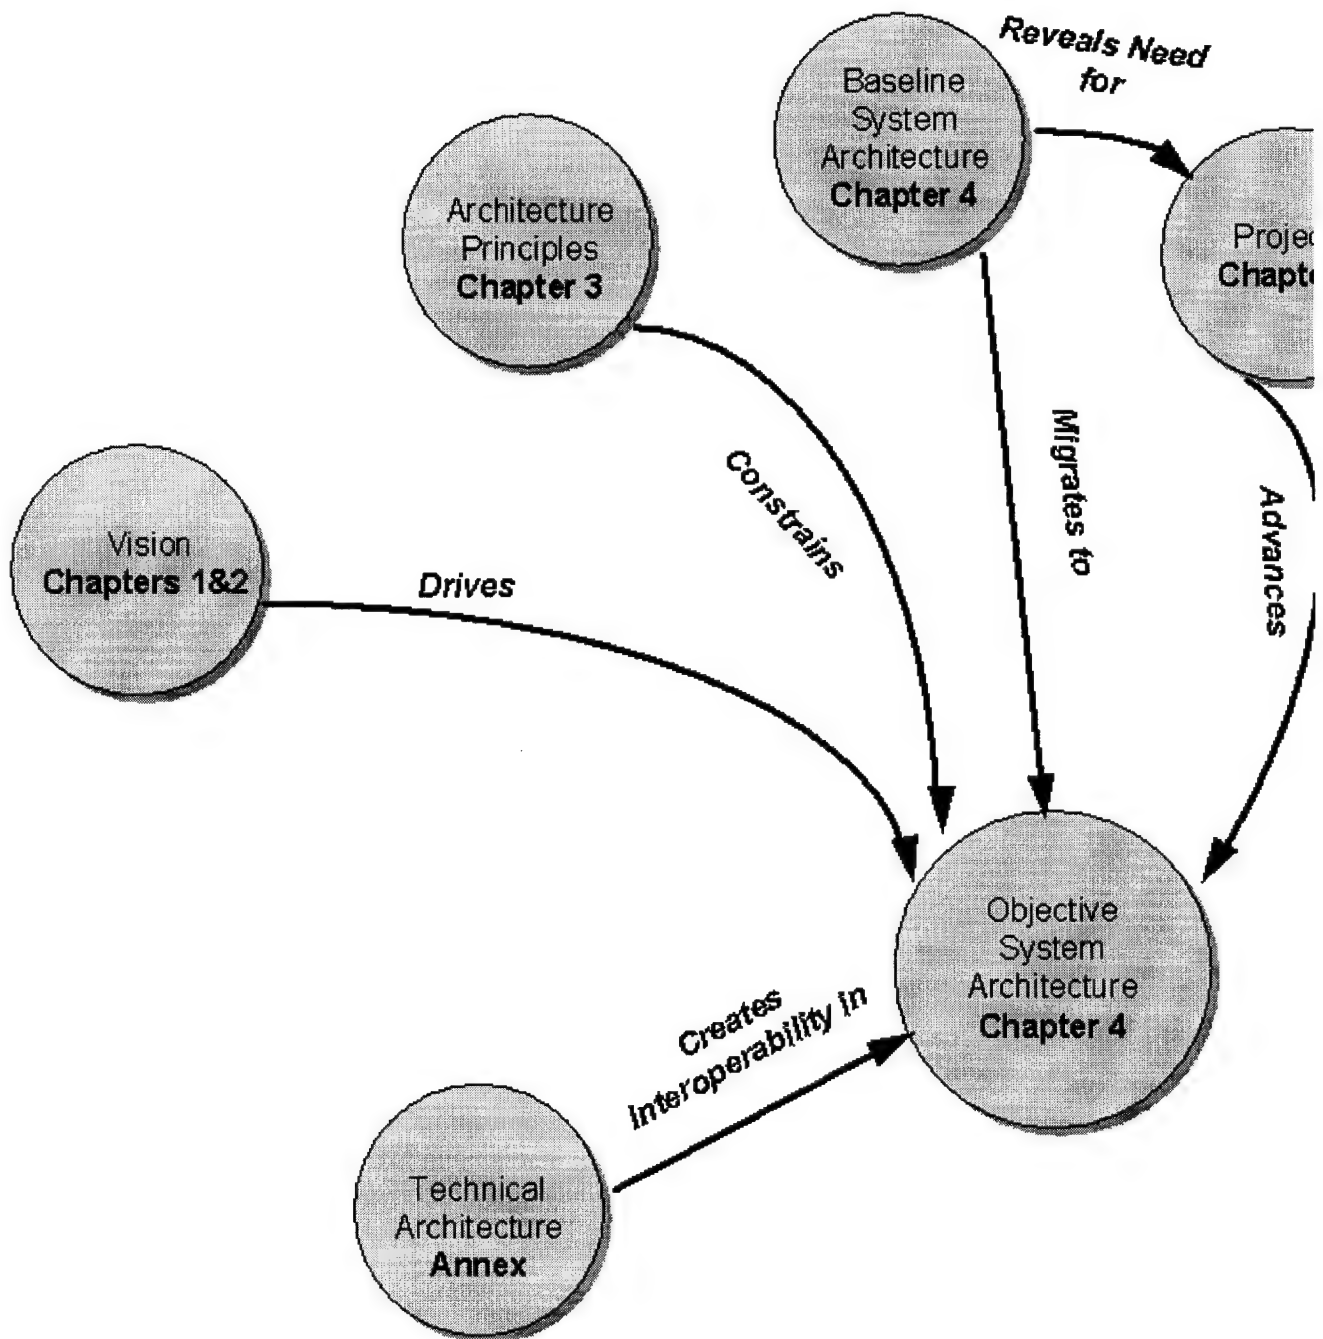 Reveals Need
for
Baseline
System
Architecture
Chapter 4
Architecture
Principles
Chapter 3
Migrates to
Constrains
Advances
Vision
Chapters 1&2
Drives
Objective
System
Architecture
Chapter 4
Creates
Interoperability in
Technical
Architecture
Annex